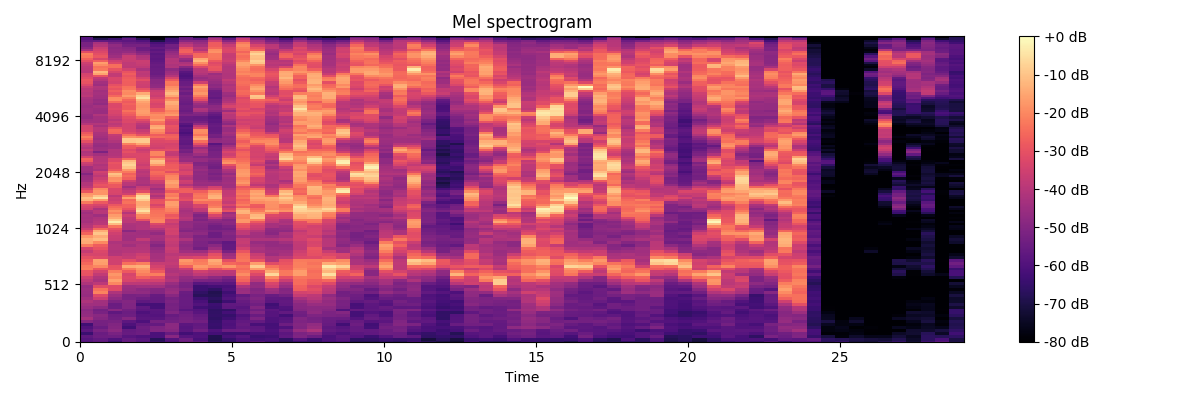 Mel spectrogram
8192
4096
2048
1024
512
0
Hz
0 5 10 15 20 25
Time
+0 dB
-10 dB
-20 dB
-30 dB
-40 dB
-50 dB
-60 dB
-70 dB
-80 dB